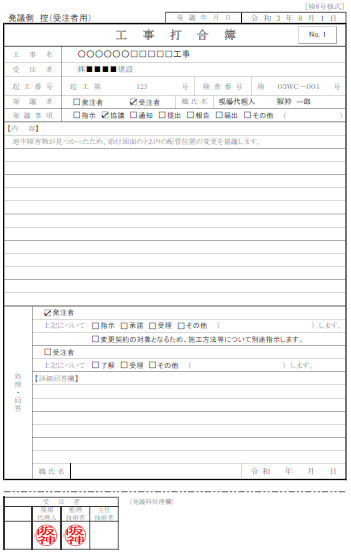 [検8号様式]
発議側 控(受注者用)
発議年月日 令和3年8月1日
工事打合簿 No. 1
工事名 〇〇〇〇〇〇□□□□□工事
受注者 ㈱■■■■建設
起工番号 起工第 123 号 検査番号 検 03WC-001 号
発議者 □発注者 ☑受注者 職氏名 現場代理人 阪神 一郎
発議事項 □指示 ☑協議 □通知 □提出 □報告 □届出 □その他 ( )
【内 容】
地中障害物が見つかったため、添付図面のとおりの配管位置の変更を協議します。
処理・回答
☑発注者
上記について □指示 □承諾 □受理 □その他 ( )します。
□変更契約の対象となるため、施工方法等について別途指示します。
□受注者
上記について □了解 □受理 □その他 ( )します。
【詳細回答欄】
職氏名 令和 年 月 日
受注者 (発議時処理欄)
現場代理人 監理技術者 主任技術者
阪神 阪神